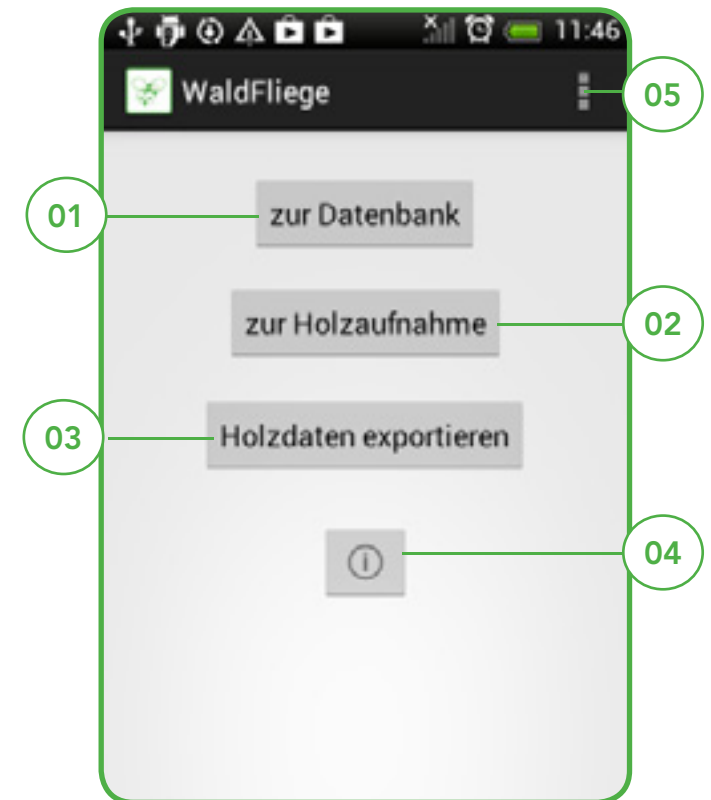 11:46
WaldFliege
05
01
zur Datenbank
zur Holzaufnahme
02
03
Holzdaten exportieren
04